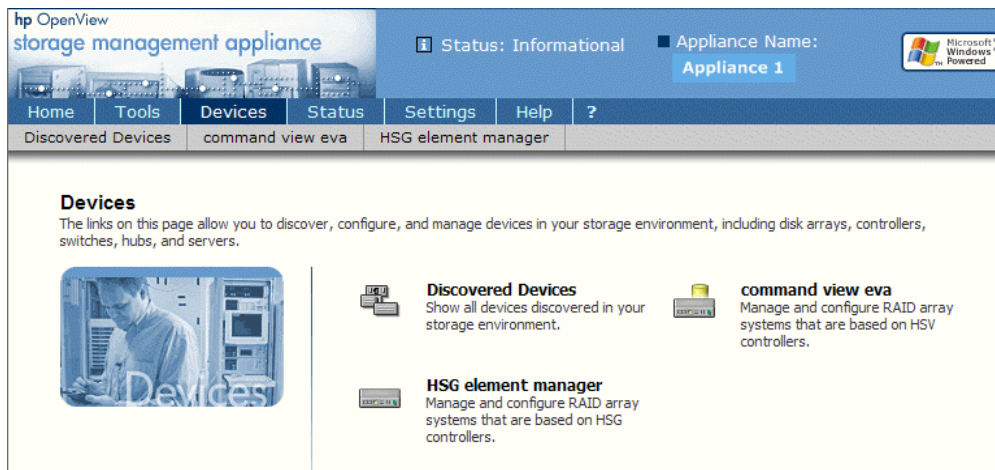 hp OpenView
storage management appliance
Status: Informational
Appliance Name:
Appliance 1
Microsoft
Windows
Powered
TM
Home Tools Devices Status Settings Help ?
Discovered Devices command view eva HSG element manager
Devices
The links on this page allow you to discover, configure, and manage devices in your storage environment, including disk arrays, controllers,
switches, hubs, and servers.
Devices
Discovered Devices
Show all devices discovered in your
storage environment.
command view eva
Manage and configure RAID array
systems that are based on HSV
controllers.
HSG element manager
Manage and configure RAID array
systems that are based on HSG
controllers.